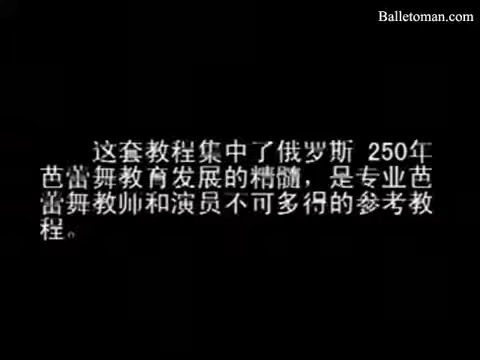 Balletoman.com
这套教程集中了俄罗斯 250年
芭蕾舞教育发展的精髓，是专业芭
蕾舞教帅和演员不可多得的参考教
程。